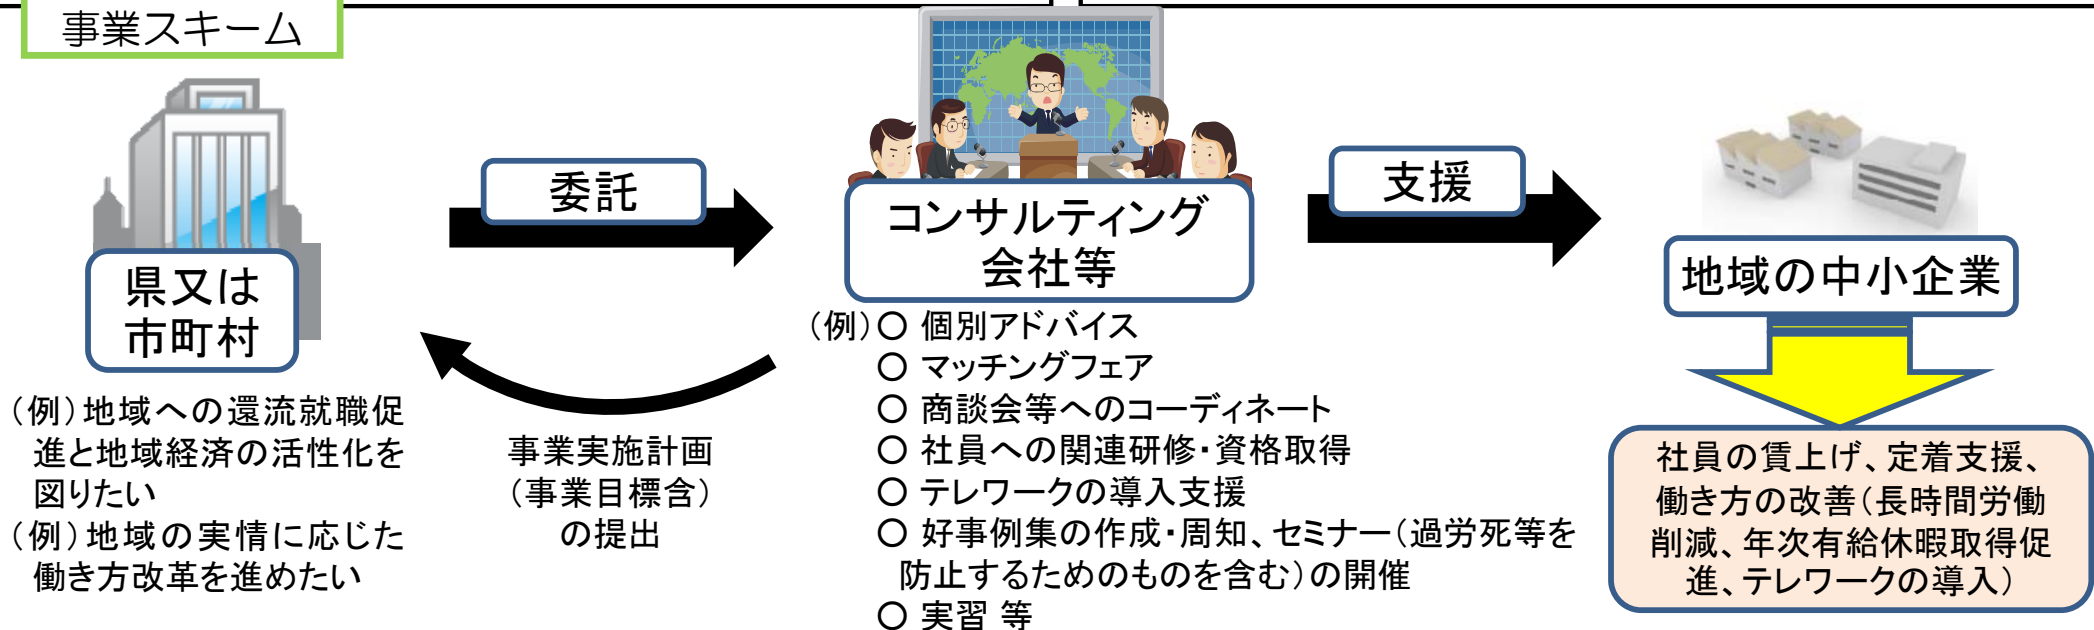 事業スキーム
県又は
市町村
(例)地域への還流就職促
進と地域経済の活性化を
図りたい
(例)地域の実情に応じた
働き方改革を進めたい
委託
事業実施計画
(事業目標含)
の提出
コンサルティング
会社等
(例)○ 個別アドバイス
○ マッチングフェア
○ 商談会等へのコーディネート
○ 社員への関連研修・資格取得
○ テレワークの導入支援
○ 好事例集の作成・周知、セミナー(過労死等を
防止するためのものを含む)の開催
○ 実習 等
支援
地域の中小企業
社員の賃上げ、定着支援、
働き方の改善(長時間労働
削減、年次有給休暇取得促
進、テレワークの導入)